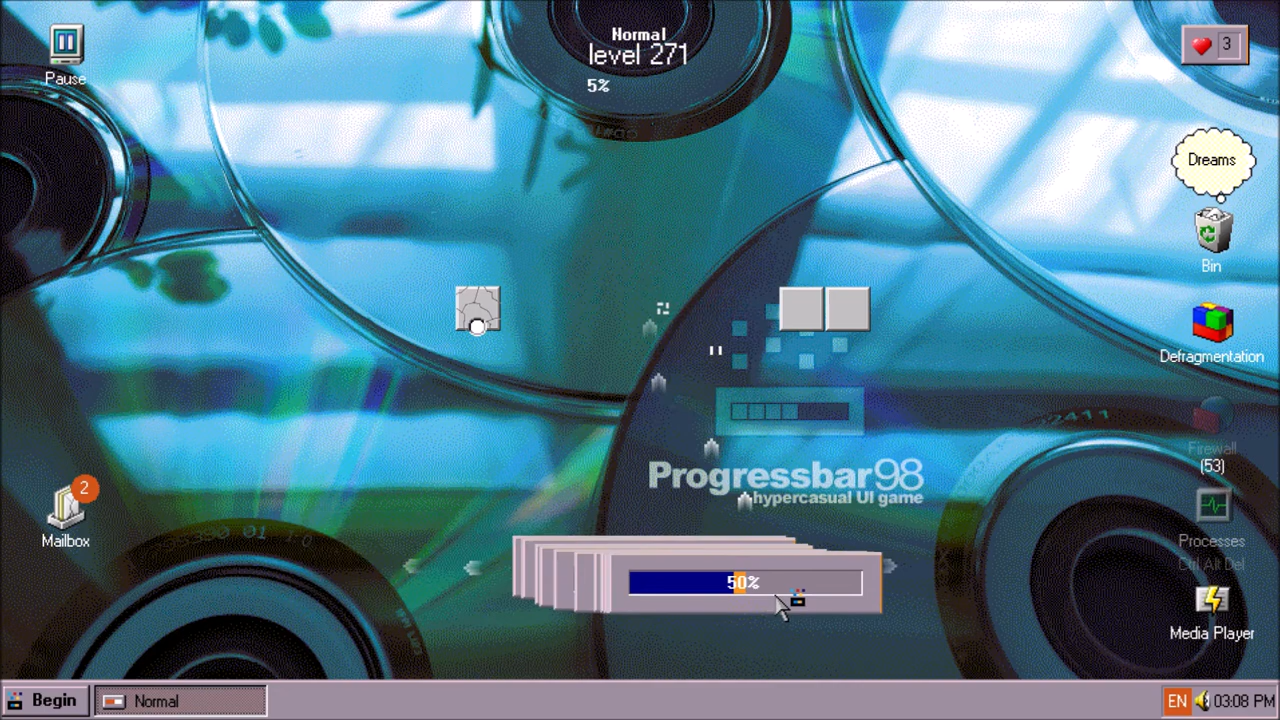 Normal
level 271
5%
Pause
3
Dreams
Bin
Defragmentation
22411
Firewall
(53)
Progressbar98
hypercasual UI game
2
Mailbox
Processes
Ctrl Alt Del
50%
Media Player
Begin
Normal
EN
03:08 PM